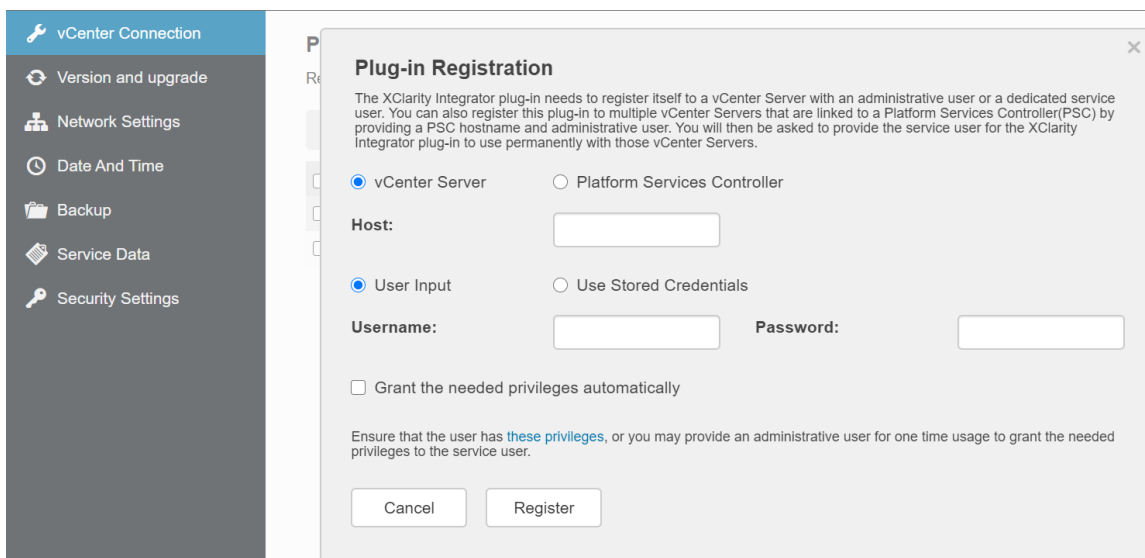 vCenter Connection
Version and upgrade
Network Settings
Date And Time
Backup
Service Data
Security Settings
P
Re
×
Plug-in Registration
The XClarity Integrator plug-in needs to register itself to a vCenter Server with an administrative user or a dedicated service
user. You can also register this plug-in to multiple vCenter Servers that are linked to a Platform Services Controller(PSC) by
providing a PSC hostname and administrative user. You will then be asked to provide the service user for the XClarity
Integrator plug-in to use permanently with those vCenter Servers.
vCenter Server Platform Services Controller
Host:
User Input Use Stored Credentials
Username: Password:
Grant the needed privileges automatically
Ensure that the user has these privileges, or you may provide an administrative user for one time usage to grant the needed
privileges to the service user.
Cancel Register